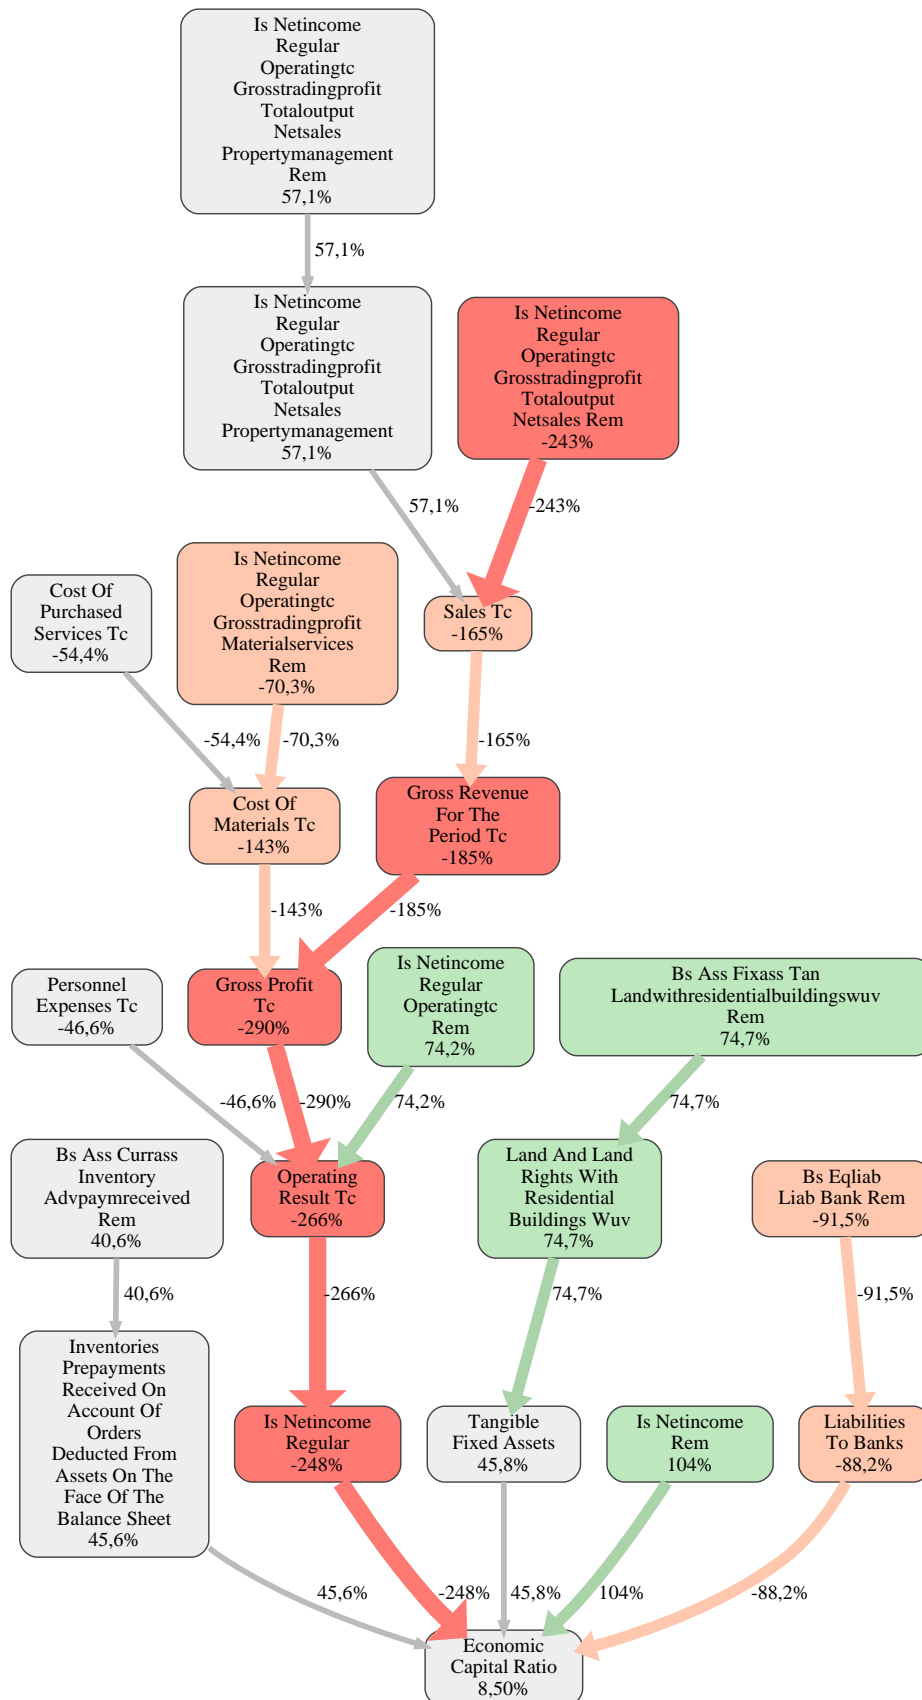 Is Netincome
Regular
Operatingtc
Grosstradingprofit
Totaloutput
Netsales
Propertymanagement
Rem
57,1%
57,1%
Is Netincome
Regular
Operatingtc
Grosstradingprofit
Totaloutput
Netsales
Propertymanagement
57,1%
Is Netincome
Regular
Operatingtc
Grosstradingprofit
Totaloutput
Netsales Rem
-243%
57,1%
-243%
Cost Of
Purchased
Services Tc
-54,4%
Is Netincome
Regular
Operatingtc
Grosstradingprofit
Materialservices
Rem
-70,3%
Sales Tc
-165%
-54,4%
-70,3%
-165%
Cost Of
Materials Tc
-143%
Gross Revenue
For The
Period Tc
-185%
-143%
-185%
Personnel
Expenses Tc
-46,6%
Gross Profit
Tc
-290%
Is Netincome
Regular
Operatingtc
Rem
74,2%
Bs Ass Fixass Tan
Landwithresidentialbuildingswuv
Rem
74,7%
-46,6%
-290%
74,2%
74,7%
Bs Ass Currass
Inventory
Advpaymreceived
Rem
40,6%
Operating
Result Tc
-266%
Land And Land
Rights With
Residential
Buildings Wuv
74,7%
Bs Eqliab
Liab Bank Rem
-91,5%
40,6%
-266%
74,7%
-91,5%
Inventories
Prepayments
Received On
Account Of
Orders
Deducted From
Assets On The
Face Of The
Balance Sheet
45,6%
Is Netincome
Regular
-248%
Tangible
Fixed Assets
45,8%
Is Netincome
Rem
104%
Liabilities
To Banks
-88,2%
45,6%
-248%
45,8%
104%
-88,2%
Economic
Capital Ratio
8,50%